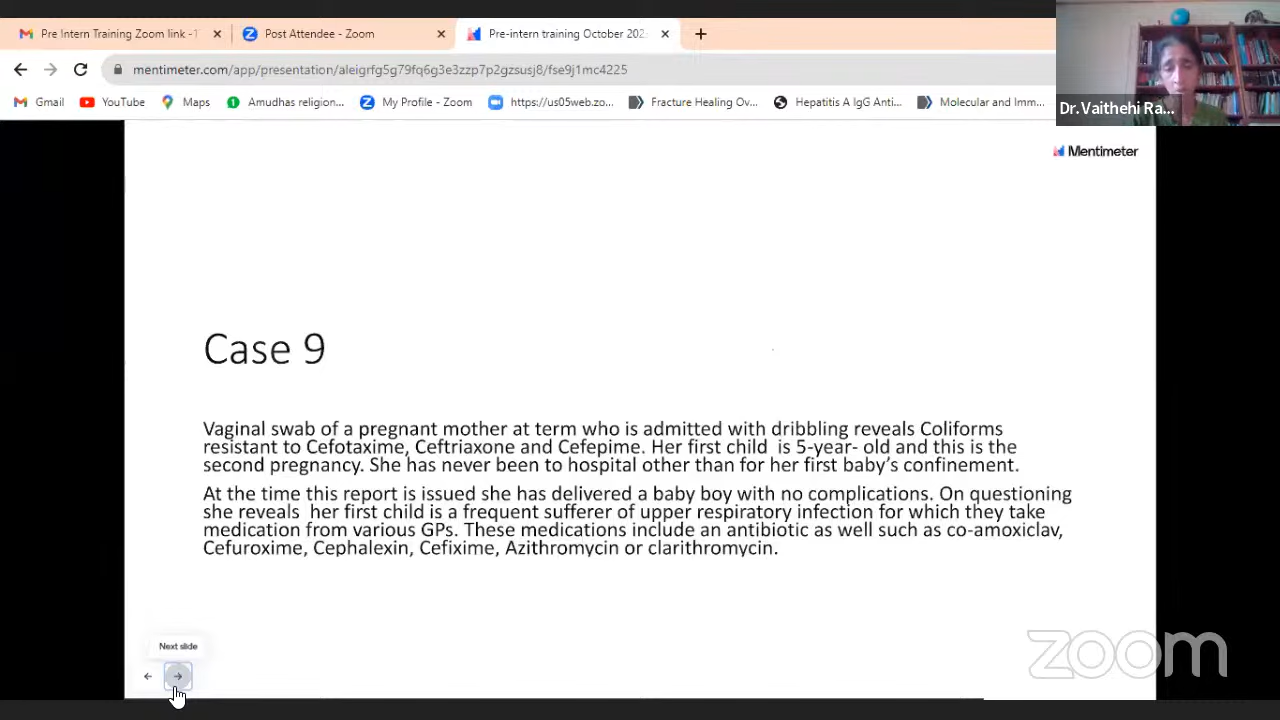 Pre Intern Training Zoom link - 1
Post Attendee - Zoom
Pre-intern training October 202
mentimeter.com/app/presentation/aleigrfg5g79fq6g3e3zzp7p2gzsusj8/fse9j1mc4225
Gmail
YouTube
Maps
Amudhas religion...
My Profile - Zoom
https://us05web.zo...
Fracture Healing Ov...
Hepatitis A IgG Anti...
Molecular and Imm...
Dr.Vaithehi Ra...
Mentimeter
Case 9
Vaginal swab of a pregnant mother at term who is admitted with dribbling reveals Coliforms
resistant to Cefotaxime, Ceftriaxone and Cefepime. Her first child is 5-year- old and this is the
second pregnancy. She has never been to hospital other than for her first baby's confinement.
At the time this report is issued she has delivered a baby boy with no complications. On questioning
she reveals her first child is a frequent sufferer of upper respiratory infection for which they take
medication from various GPs. These medications include an antibiotic as well such as co-amoxiclav,
Cefuroxime, Cephalexin, Cefixime, Azithromycin or clarithromycin.
Next slide
zoom